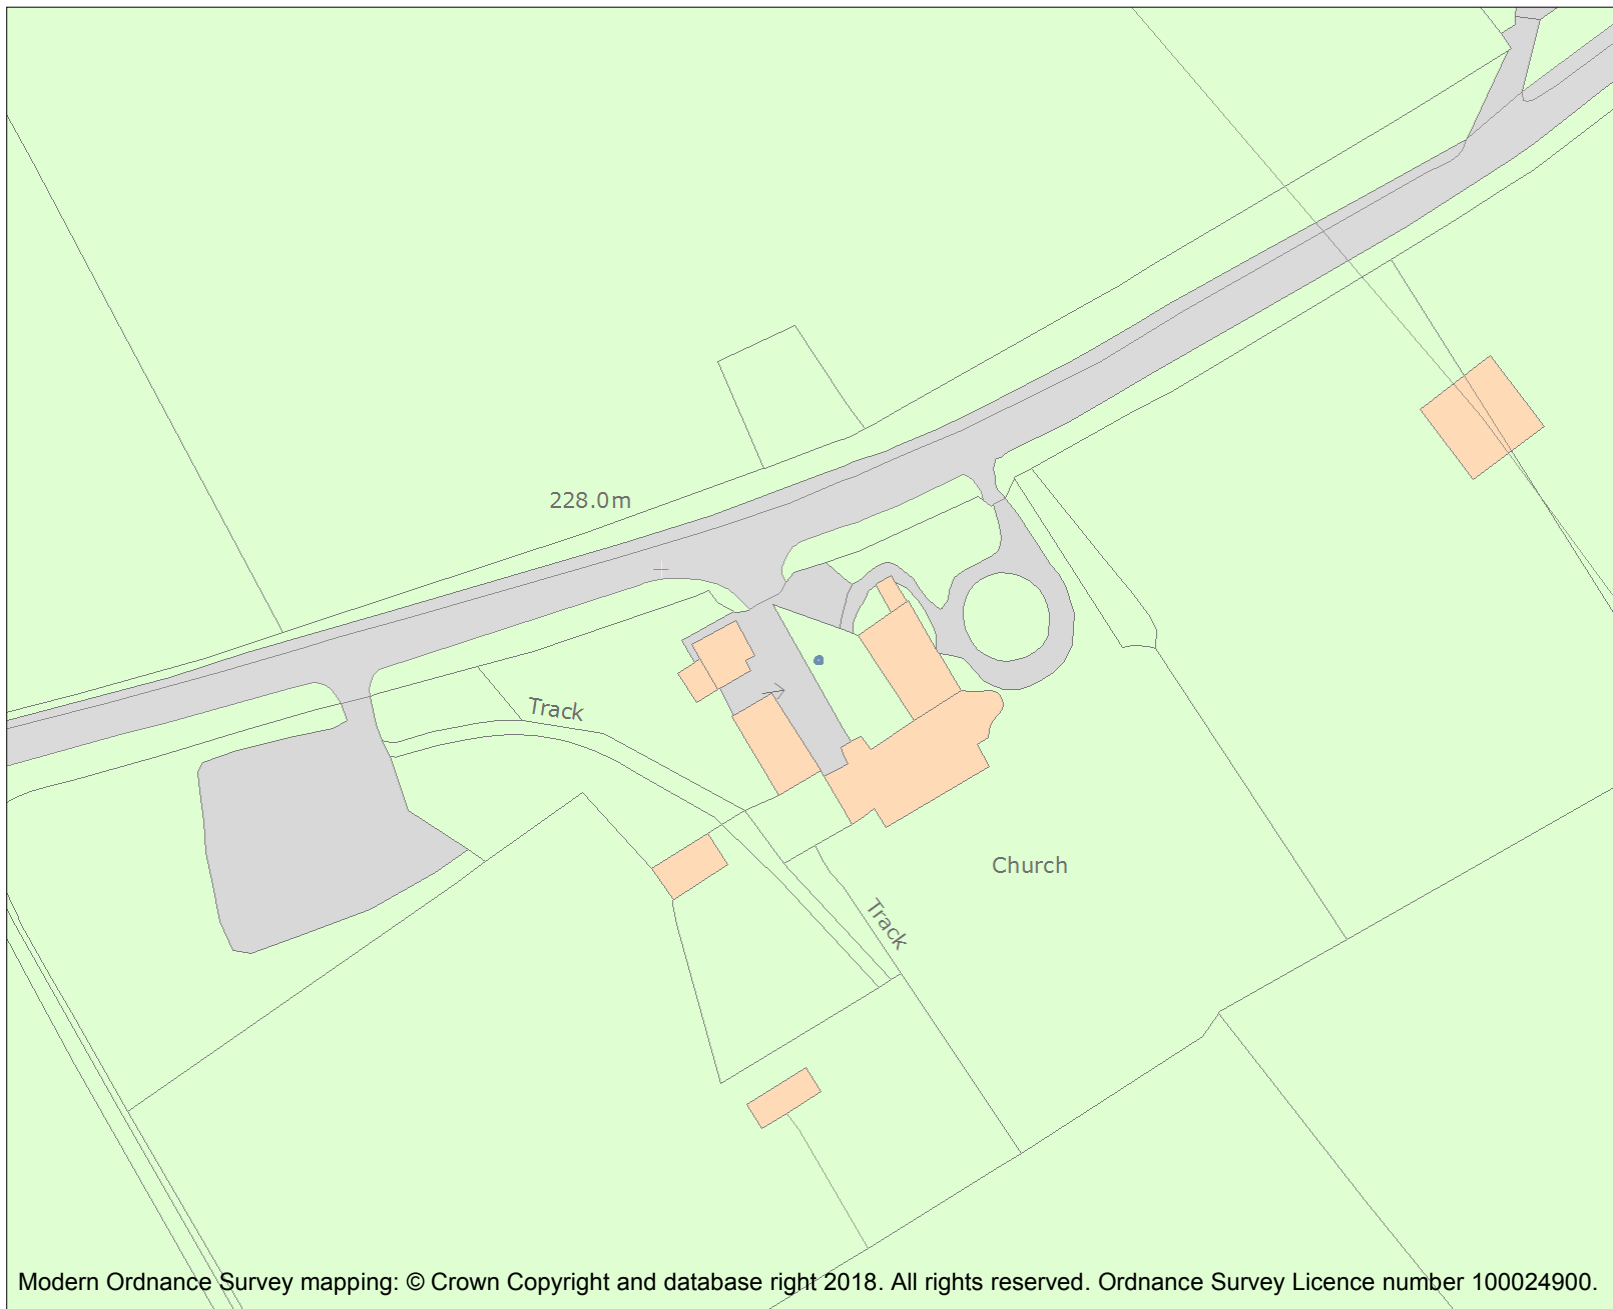 228.0m
Track
Church
Track
Modern Ordnance Survey mapping: © Crown Copyright and database right 2018. All rights reserved. Ordnance Survey Licence number 100024900.